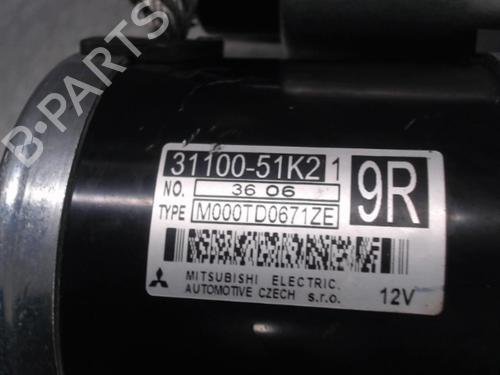 B-PARTS
31100-51K2 1
NO. 36 06
9R
TYPE M000TD0671ZE
MITSUBISHI ELECTRIC.
AUTOMOTIVE CZECH s.r.o. 12V